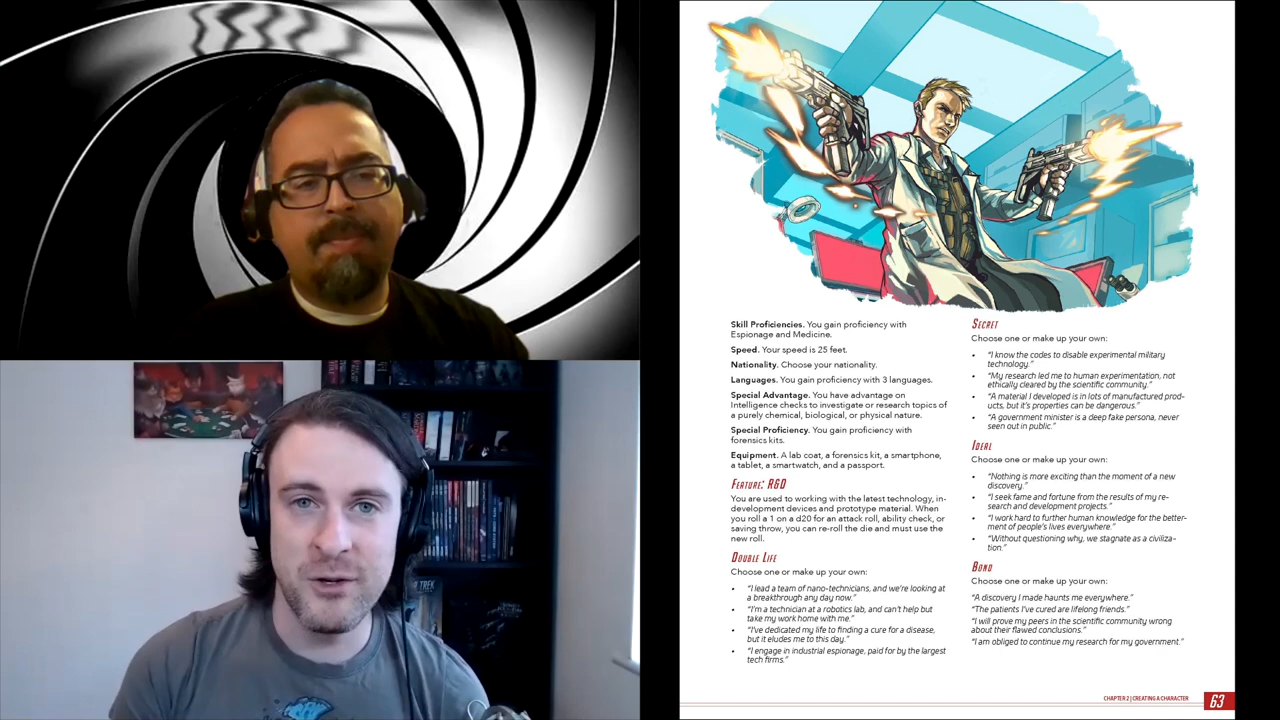 TREK
Skill Proficiencies. You gain proficiency with
Espionage and Medicine.
Speed. Your speed is 25 feet.
Nationality. Choose your nationality.
Languages. You gain proficiency with 3 languages.
Special Advantage. You have advantage on
Intelligence checks to investigate or research topics of
a purely chemical, biological, or physical nature.
Special Proficiency. You gain proficiency with
forensics kits.
Equipment. A lab coat, a forensics kit, a smartphone,
a tablet, a smartwatch, and a passport.
Feature: R&D
You are used to working with the latest technology, in-
development devices and prototype material. When
you roll a 1 on a d20 for an attack roll, ability check, or
saving throw, you can re-roll the die and must use the
new roll.
Double Life
Choose one or make up your own:
• "I lead a team of nano-technicians, and we're looking at
a breakthrough any day now."
• "I'm a technician at a robotics lab, and can't help but
take my work home with me."
• "I've dedicated my life to finding a cure for a disease,
but it eludes me to this day."
• "I engage in industrial espionage, paid for by the largest
tech firms."
Secret
Choose one or make up your own:
• "I know the codes to disable experimental military
technology."
• "My research led me to human experimentation, not
ethically cleared by the scientific community."
• "A material I developed is in lots of manufactured prod-
ucts, but it's properties can be dangerous."
• "A government minister is a deep fake persona, never
seen out in public."
Ideal
Choose one or make up your own:
• "Nothing is more exciting than the moment of a new
discovery."
• "I seek fame and fortune from the results of my re-
search and development projects."
• "I work hard to further human knowledge for the better-
ment of people's lives everywhere."
• "Without questioning why, we stagnate as a civiliza-
tion."
Bond
Choose one or make up your own:
"A discovery I made haunts me everywhere."
"The patients I've cured are lifelong friends."
"I will prove my peers in the scientific community wrong
about their flawed conclusions."
"I am obliged to continue my research for my government."
CHAPTER 2 | CREATING A CHARACTER
63